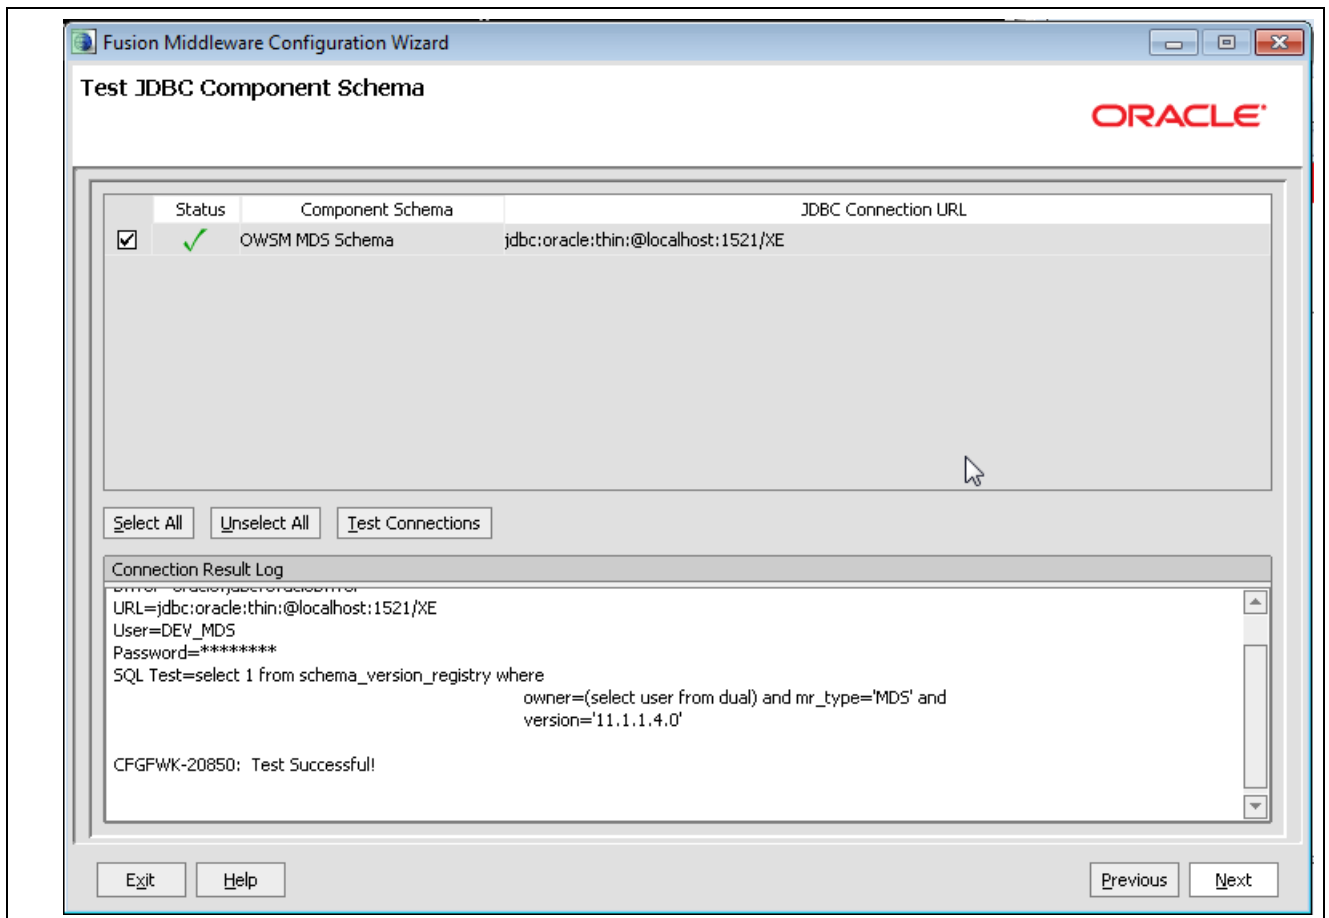 Fusion Middleware Configuration Wizard
Test JDBC Component Schema
ORACLE
Status Component Schema JDBC Connection URL
OWSM MDS Schema jdbc:oracle:thin:@localhost:1521/XE
Select All Unselect All Test Connections
Connection Result Log
URL=jdbc:oracle:thin:@localhost:1521/XE
User=DEV_MDS
Password=********
SQL Test=select 1 from schema_version_registry where
owner=(select user from dual) and mr_type='MDS' and
version='11.1.1.4.0'
CFGFWK-20850: Test Successful!
Exit Help Previous Next